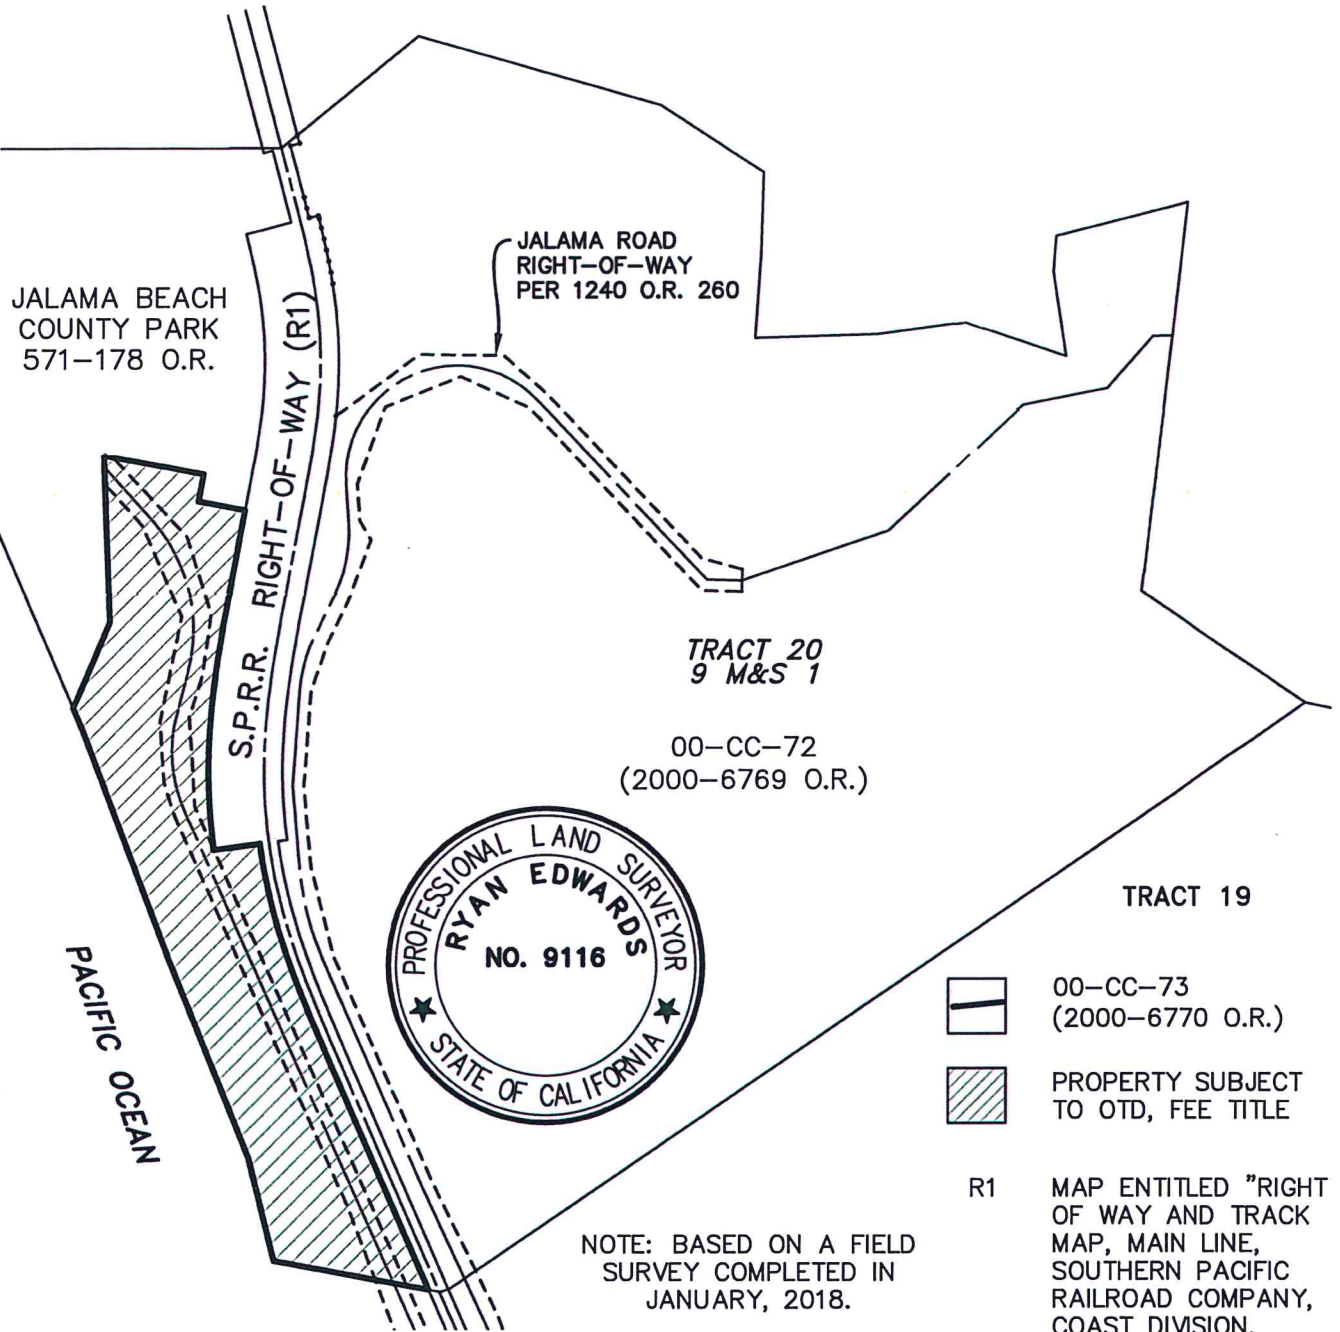 JALAMA ROAD
RIGHT-OF-WAY
PER 1240 O.R. 260
JALAMA BEACH
COUNTY PARK
571-178 O.R.
S.P.R.R. RIGHT-OF-WAY (R1)
TRACT 20
9 M&S 1
00-CC-72
(2000-6769 O.R.)
PROFESSIONAL LAND SURVEYOR
RYAN EDWARDS
NO. 9116
STATE OF CALIFORNIA
PACIFIC OCEAN
TRACT 19
00-CC-73
(2000-6770 O.R.)
PROPERTY SUBJECT
TO OTD, FEE TITLE
R1 MAP ENTITLED "RIGHT
OF WAY AND TRACK
MAP, MAIN LINE,
SOUTHERN PACIFIC
RAILROAD COMPANY,
COAST DIVISION,
NOTE: BASED ON A FIELD
SURVEY COMPLETED IN
JANUARY, 2018.